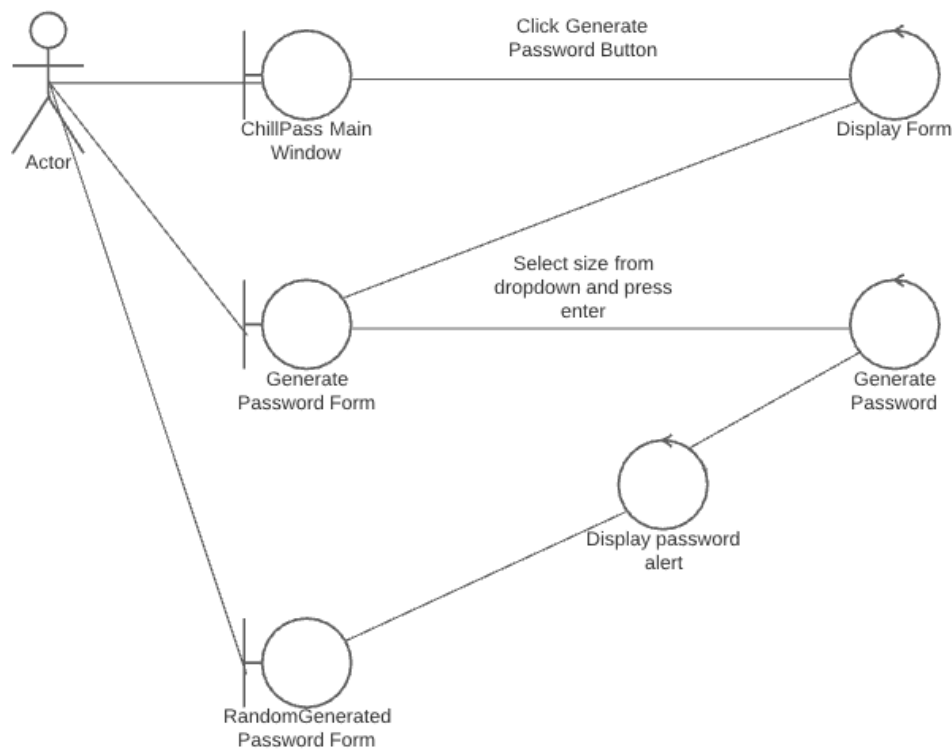 Click Generate
Password Button
ChillPass Main
Window
Display Form
Actor
Select size from
dropdown and press
enter
Generate
Password Form
Generate
Password
Display password
alert
RandomGenerated
Password Form